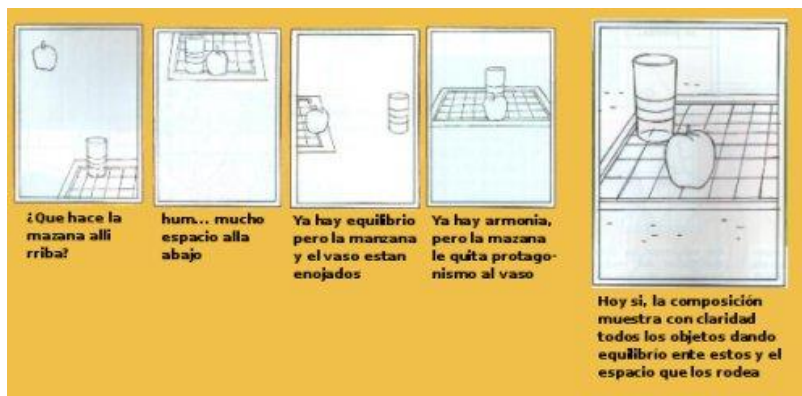 ¿Que hace la
mazana alli
rriba?
hum... mucho
espacio alla
abajo
Ya hay equilibrio
pero la manzana
y el vaso estan
enojados
Ya hay armonia,
pero la mazana
le quita protago-
nismo al vaso
Hoy si, la composición
muestra con claridad
todos los objetos dando
equilibrio ente estos y el
espacio que los rodea